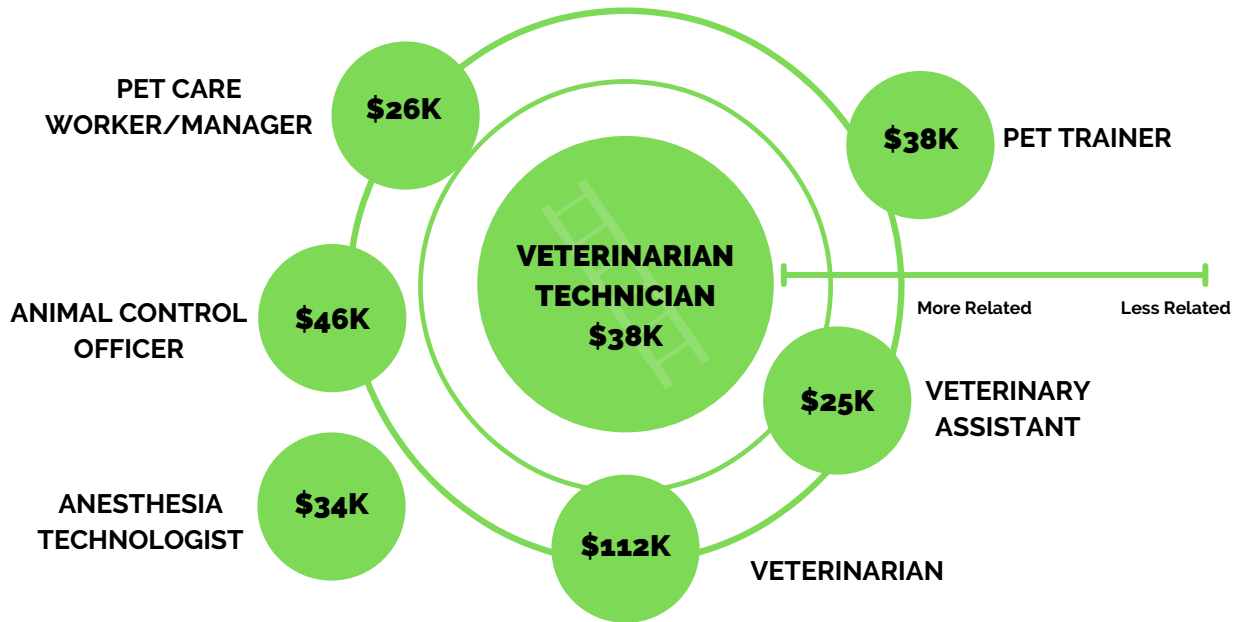 PET CARE
WORKER/MANAGER
$26K
$38K
PET TRAINER
VETERINARIAN
TECHNICIAN
$38K
More Related
Less Related
ANIMAL CONTROL
OFFICER
$46K
$25K
VETERINARY
ASSISTANT
ANESTHESIA
TECHNOLOGIST
$34K
$112K
VETERINARIAN